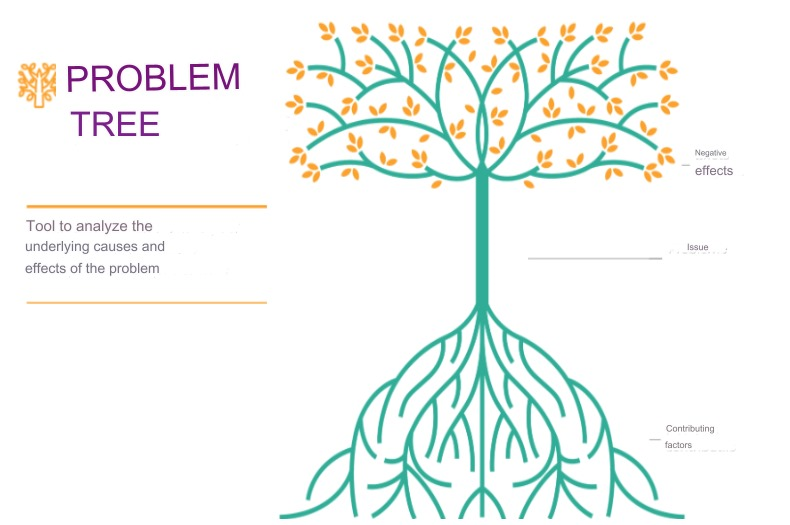 PROBLEM
TREE
Tool to analyze the
underlying causes and
effects of the problem
Negative
effects
Issue
Contributing
factors